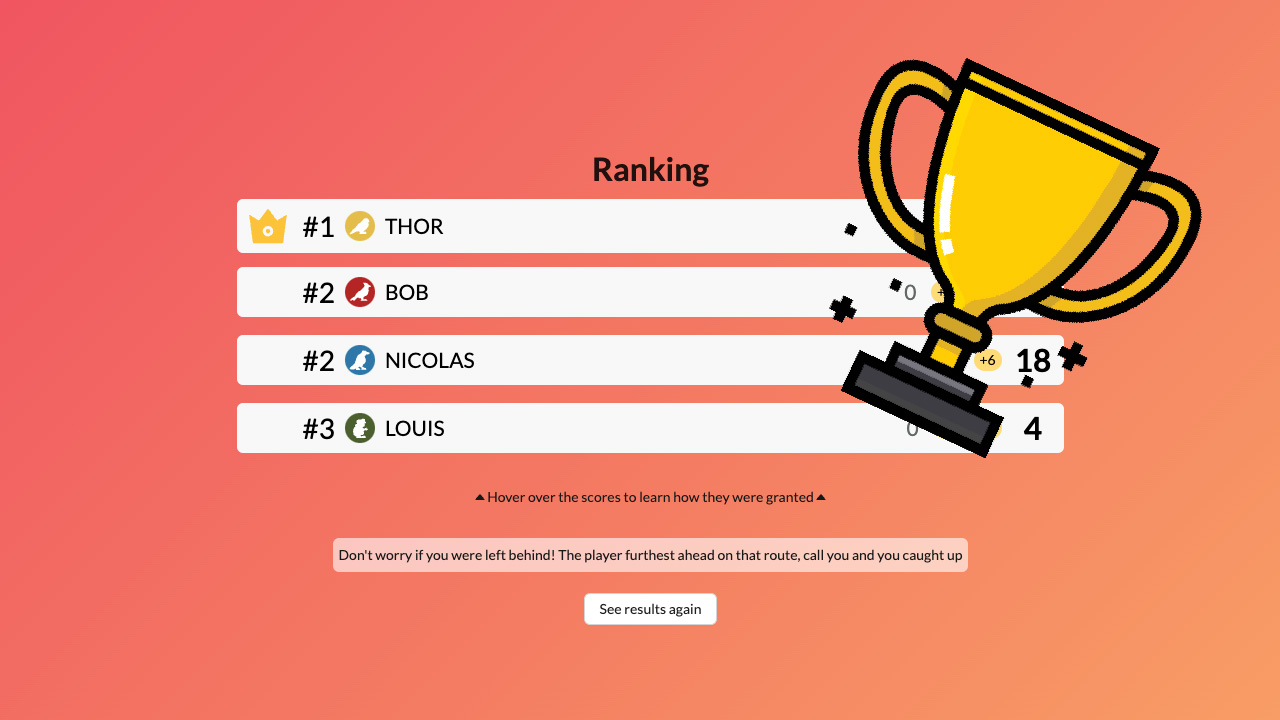 Ranking
#1 THOR
#2 BOB 0
#2 NICOLAS +6 18
#3 LOUIS 0 4
Hover over the scores to learn how they were granted
Don't worry if you were left behind! The player furthest ahead on that route, call you and you caught up
See results again